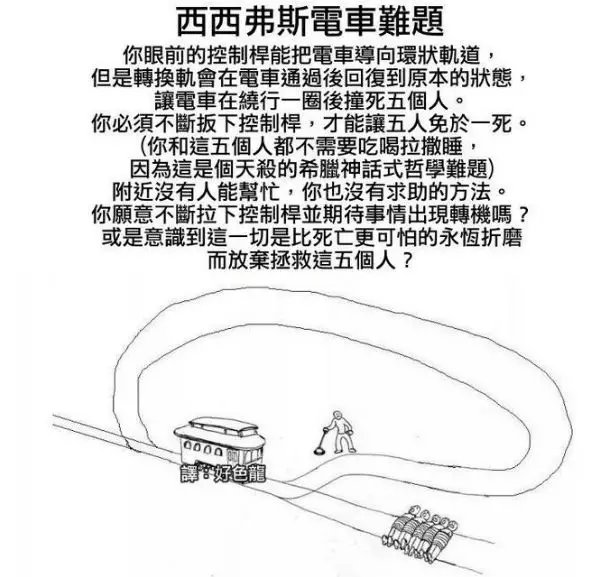 西西弗斯電車難題
你眼前的控制桿能把電車導向環狀軌道，
但是轉換軌會在電車通過後回復到原本的狀態，
讓電車在繞行一圈後撞死五個人。
你必須不斷扳下控制桿，才能讓五人免於一死。
(你和這五個人都不需要吃喝拉撒睡，
因為這是個天殺的希臘神話式哲學難題)
附近沒有人能幫忙，你也沒有求助的方法。
你願意不斷拉下控制桿並期待事情出現轉機嗎？
或是意識到這一切是比死亡更可怕的永恆折磨
而放棄拯救這五個人？
譯：好色龍